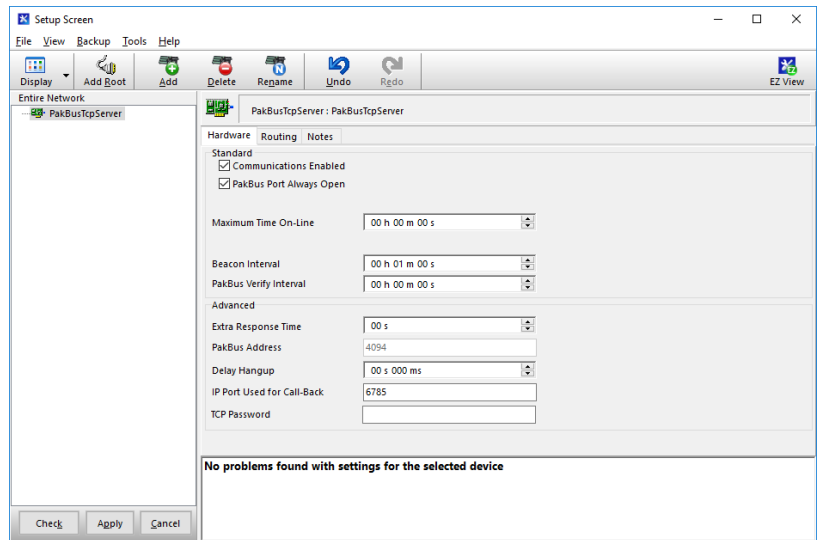 Setup Screen
File View Backup Tools Help
Display Add Root Add Delete Rename Undo Redo EZ View
Entire Network
PakBusTcpServer
PakBusTcpServer : PakBusTcpServer
Hardware Routing Notes
Standard
Communications Enabled
PakBus Port Always Open
Maximum Time On-Line 00 h 00 m 00 s
Beacon Interval 00 h 01 m 00 s
PakBus Verify Interval 00 h 00 m 00 s
Advanced
Extra Response Time 00 s
PakBus Address 4094
Delay Hangup 00 s 000 ms
IP Port Used for Call-Back 6785
TCP Password
No problems found with settings for the selected device
Check Apply Cancel